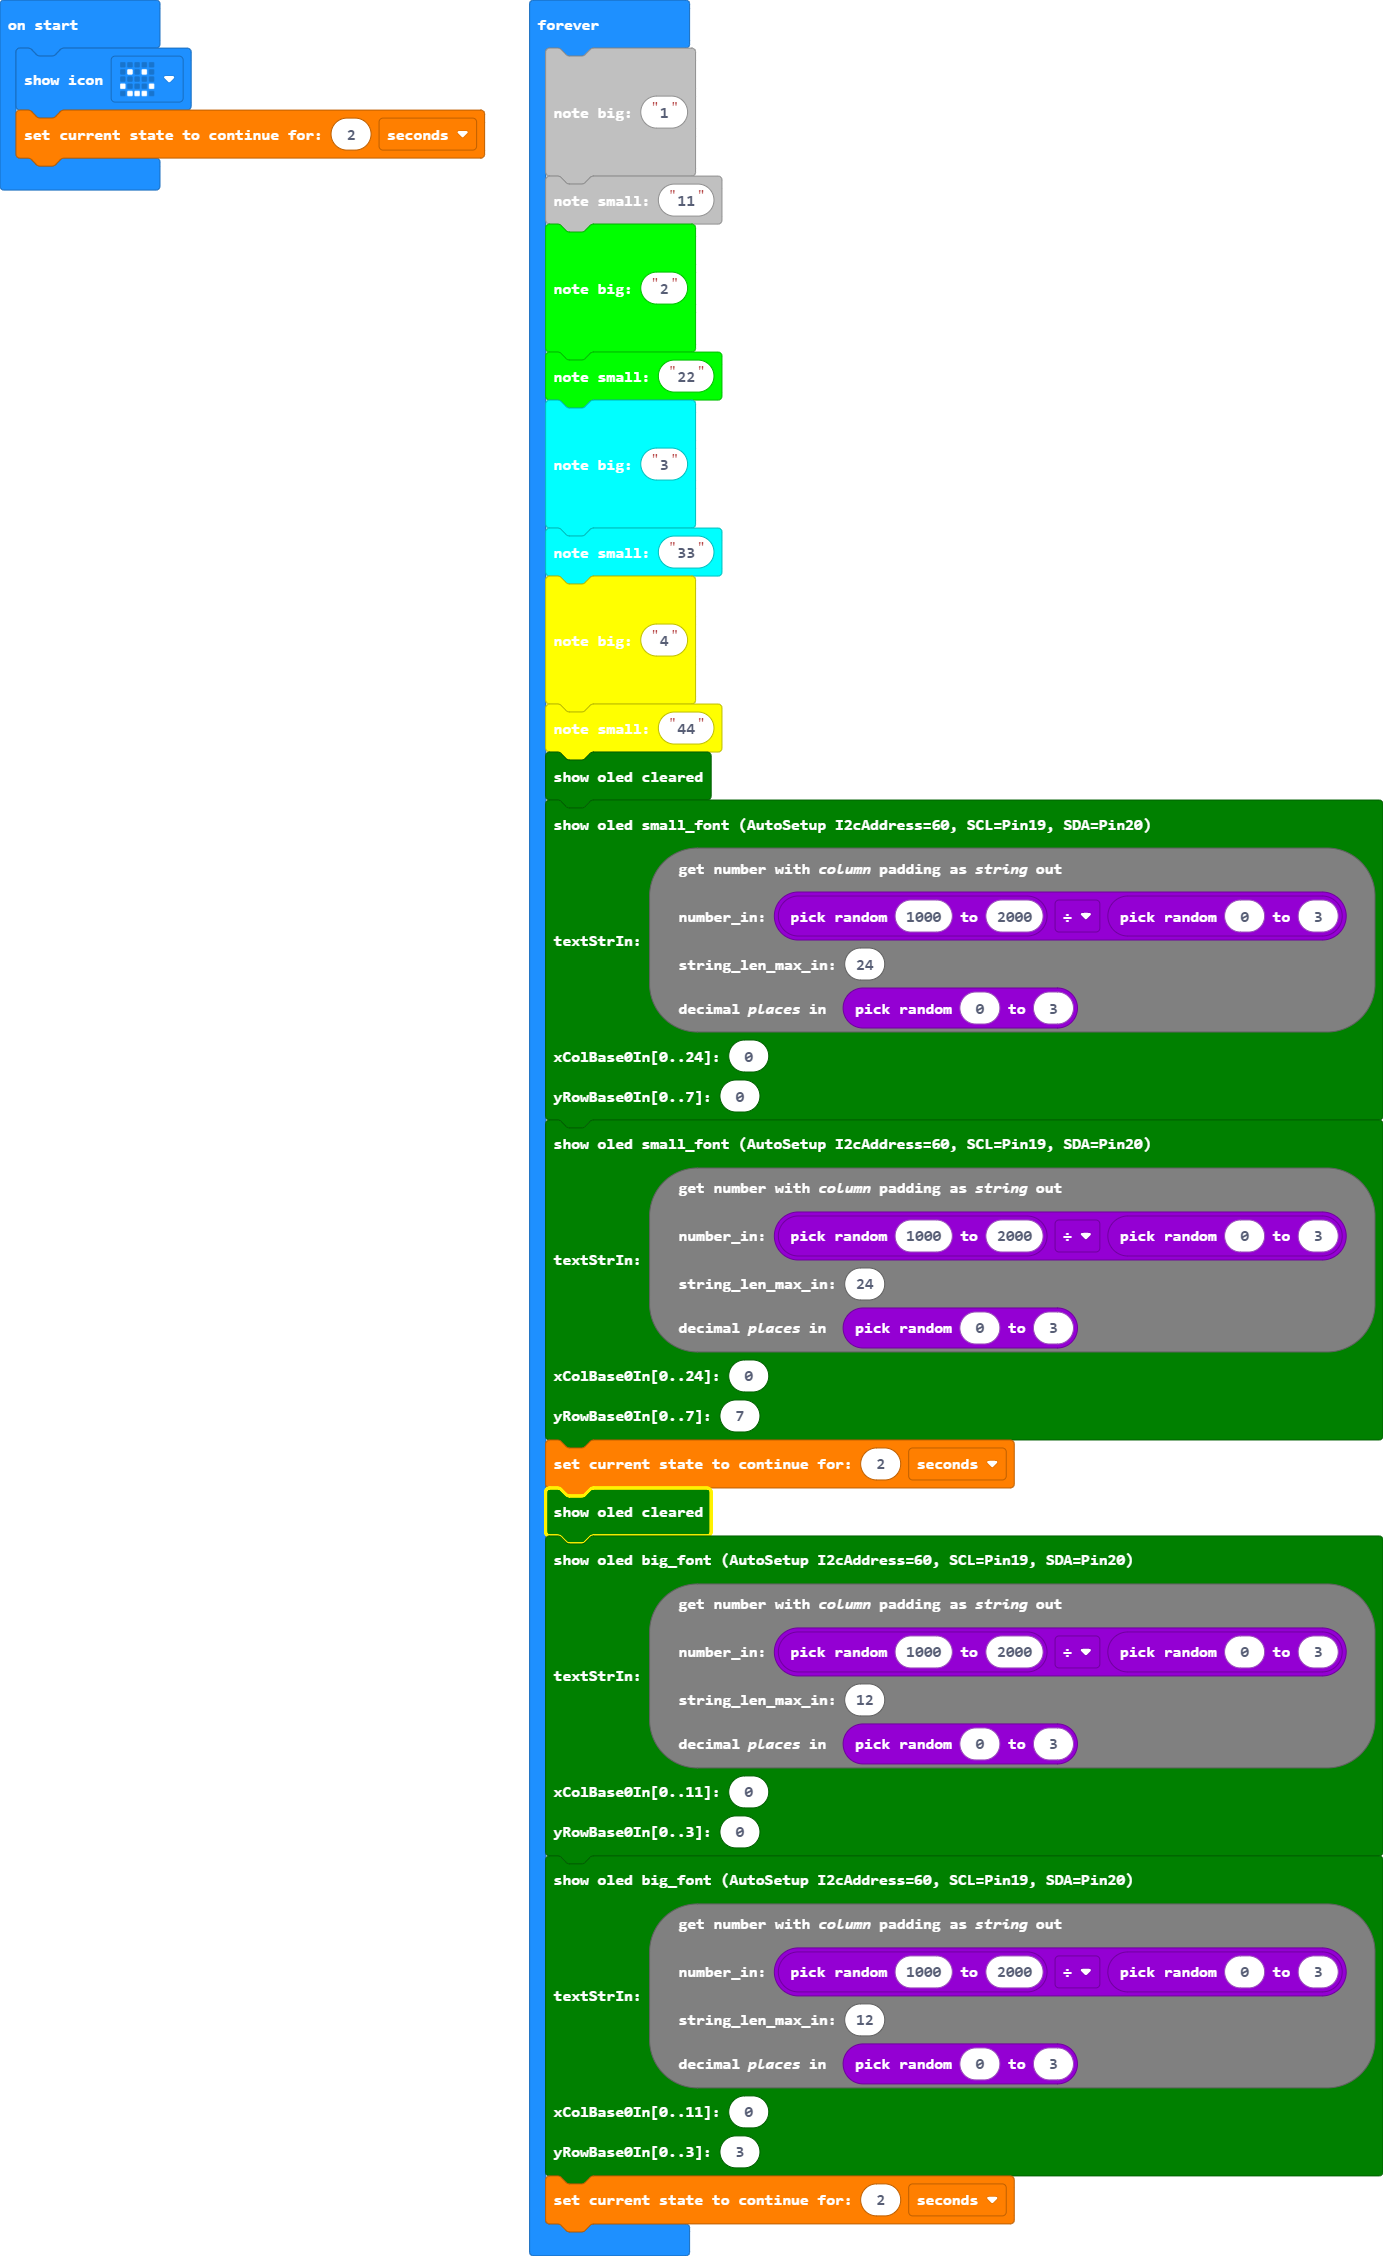 on start
show icon
set current state to continue for: 2 seconds
forever
note big: "1"
note small: "11"
note big: "2"
note small: "22"
note big: "3"
note small: "33"
note big: "4"
note small: "44"
show oled cleared
show oled small_font (AutoSetup I2cAddress=60, SCL=Pin19, SDA=Pin20)
textStrIn:
get number with column padding as string out
number_in: pick random 1000 to 2000 ÷ pick random 0 to 3
string_len_max_in: 24
decimal places in pick random 0 to 3
xColBase0In[0..24]: 0
yRowBase0In[0..7]: 0
show oled small_font (AutoSetup I2cAddress=60, SCL=Pin19, SDA=Pin20)
textStrIn:
get number with column padding as string out
number_in: pick random 1000 to 2000 ÷ pick random 0 to 3
string_len_max_in: 24
decimal places in pick random 0 to 3
xColBase0In[0..24]: 0
yRowBase0In[0..7]: 7
set current state to continue for: 2 seconds
show oled cleared
show oled big_font (AutoSetup I2cAddress=60, SCL=Pin19, SDA=Pin20)
textStrIn:
get number with column padding as string out
number_in: pick random 1000 to 2000 ÷ pick random 0 to 3
string_len_max_in: 12
decimal places in pick random 0 to 3
xColBase0In[0..11]: 0
yRowBase0In[0..3]: 0
show oled big_font (AutoSetup I2cAddress=60, SCL=Pin19, SDA=Pin20)
textStrIn:
get number with column padding as string out
number_in: pick random 1000 to 2000 ÷ pick random 0 to 3
string_len_max_in: 12
decimal places in pick random 0 to 3
xColBase0In[0..11]: 0
yRowBase0In[0..3]: 3
set current state to continue for: 2 seconds